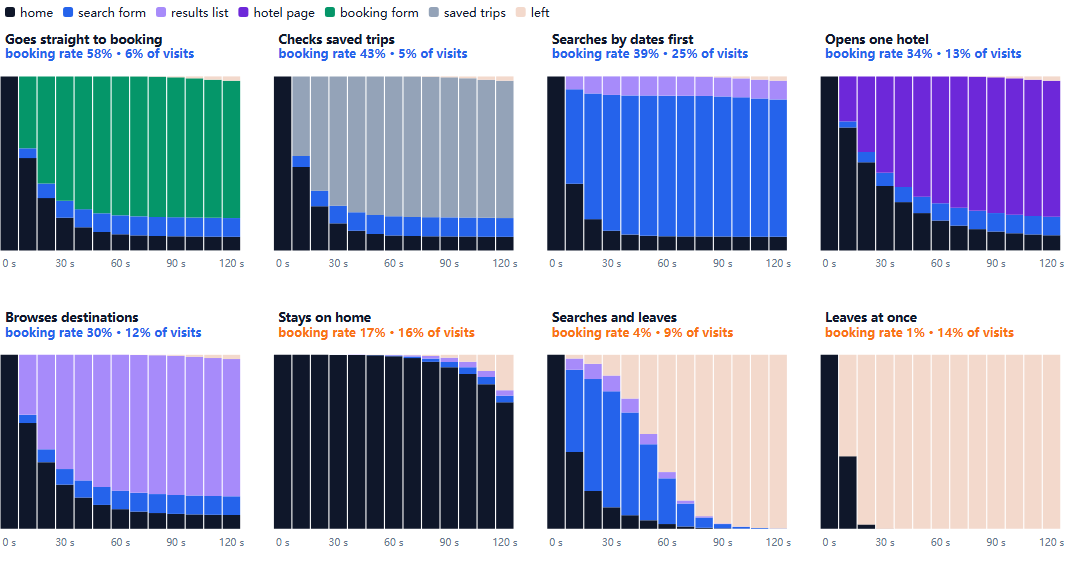 home search form results list hotel page booking form saved trips left
Goes straight to booking
booking rate 58% • 6% of visits
0 s 30 s 60 s 90 s 120 s
Checks saved trips
booking rate 43% • 5% of visits
0 s 30 s 60 s 90 s 120 s
Searches by dates first
booking rate 39% • 25% of visits
0 s 30 s 60 s 90 s 120 s
Opens one hotel
booking rate 34% • 13% of visits
0 s 30 s 60 s 90 s 120 s
Browses destinations
booking rate 30% • 12% of visits
0 s 30 s 60 s 90 s 120 s
Stays on home
booking rate 17% • 16% of visits
0 s 30 s 60 s 90 s 120 s
Searches and leaves
booking rate 4% • 9% of visits
0 s 30 s 60 s 90 s 120 s
Leaves at once
booking rate 1% • 14% of visits
0 s 30 s 60 s 90 s 120 s